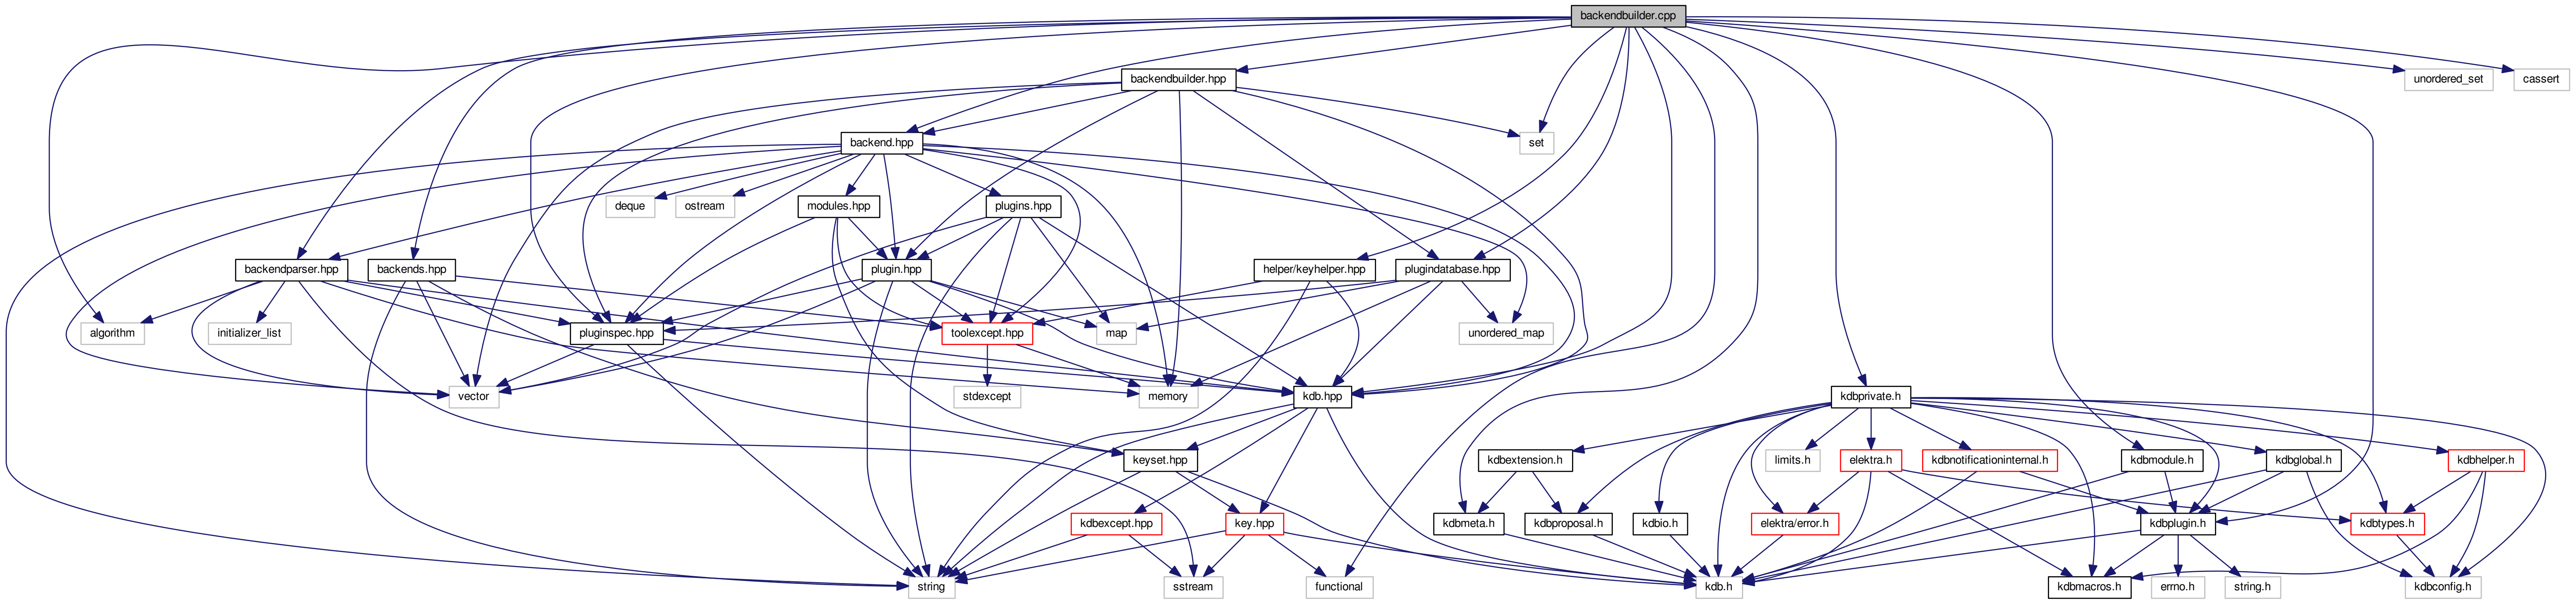 backendbuilder.cpp
backendbuilder.hpp
unordered_set
cassert
backend.hpp
set
deque
ostream
modules.hpp
plugins.hpp
backendparser.hpp
backends.hpp
plugin.hpp
helper/keyhelper.hpp
plugindatabase.hpp
algorithm
initializer_list
pluginspec.hpp
toolexcept.hpp
map
unordered_map
vector
stdexcept
memory
kdb.hpp
kdbprivate.h
keyset.hpp
kdbextension.h
limits.h
elektra.h
kdbnotificationinternal.h
kdbmodule.h
kdbglobal.h
kdbhelper.h
kdbexcept.hpp
key.hpp
kdbmeta.h
kdbproposal.h
kdbio.h
elektra/error.h
kdbplugin.h
kdbtypes.h
string
sstream
functional
kdb.h
kdbmacros.h
errno.h
string.h
kdbconfig.h